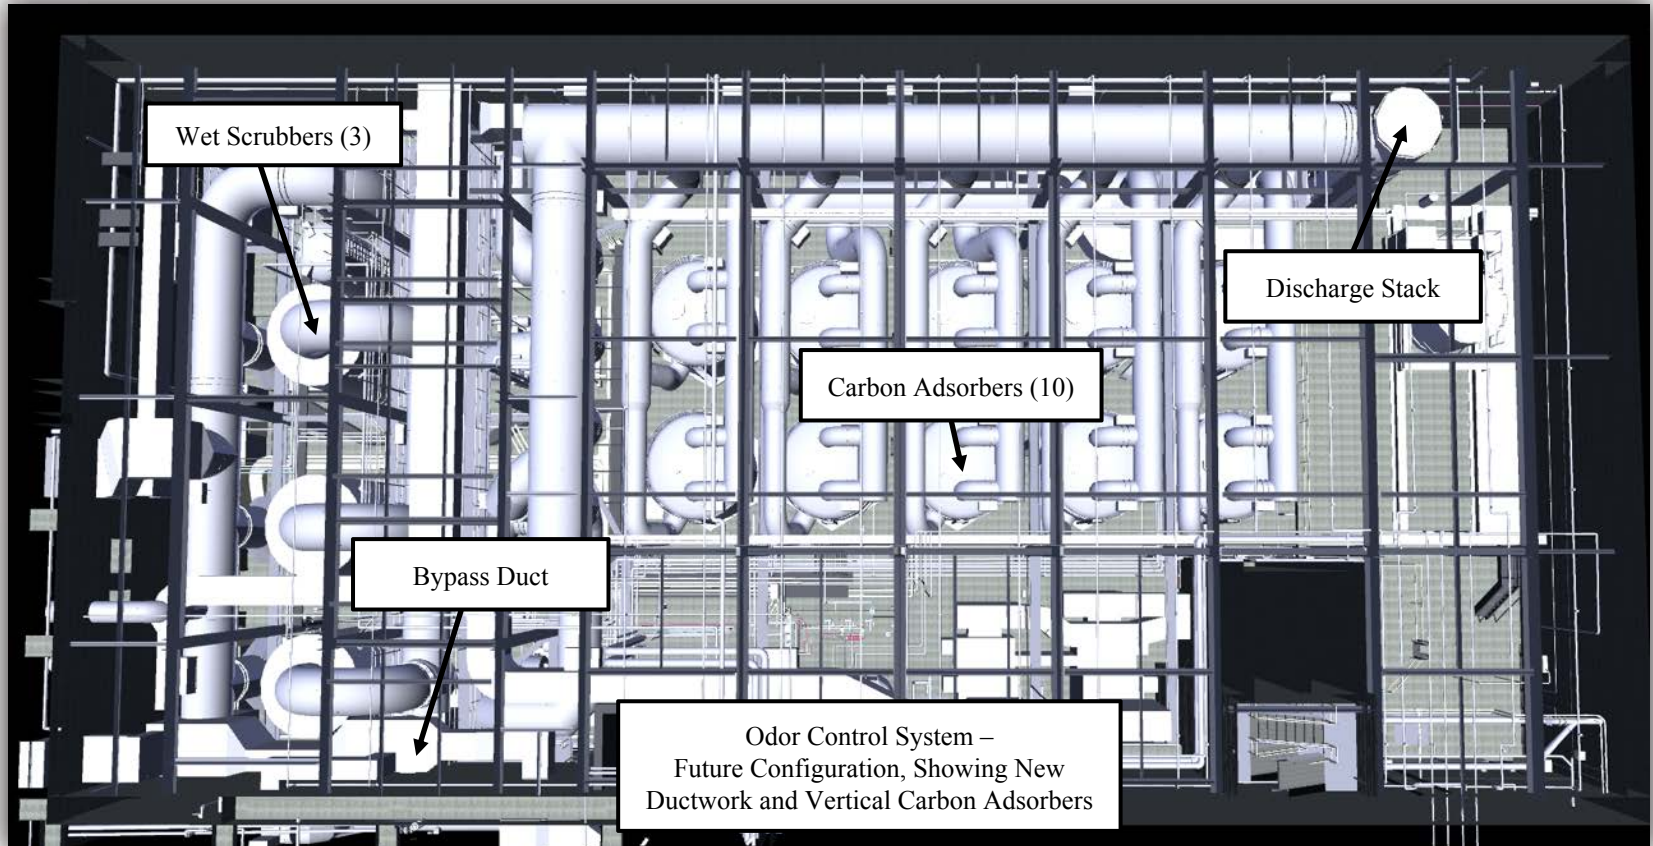 Wet Scrubbers (3)
Discharge Stack
Carbon Adsorbers (10)
Bypass Duct
Odor Control System –
Future Configuration, Showing New
Ductwork and Vertical Carbon Adsorbers